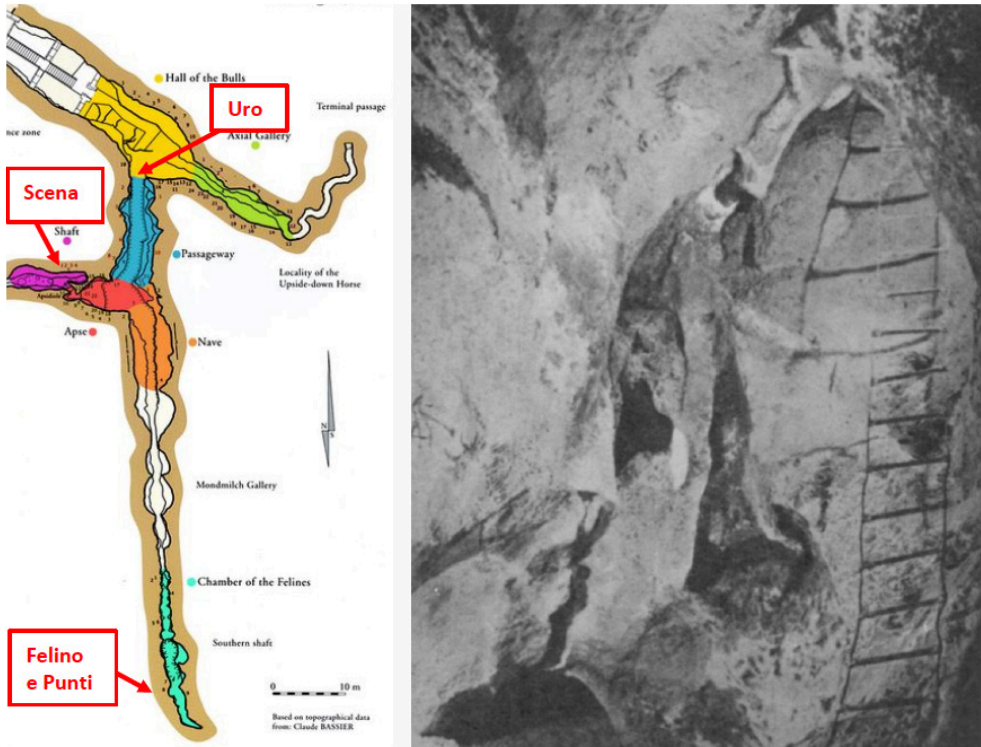 Hall of the Bulls
Uro
Terminal passage
Axial Gallery
nce zone
Scena
Shaft
Passageway
Locality of the
Upside-down Horse
Apse
Nave
N
S
Mondmilch Gallery
Chamber of the Felines
Southern shaft
Felino
e Punti
0 10 m
Based on topographical data
from: Claude BASSIER